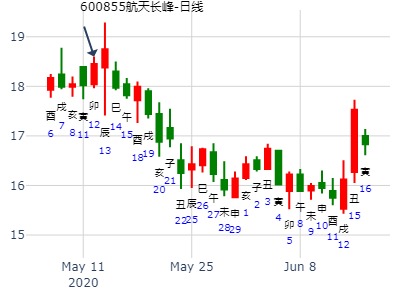 600855航天长峰-日线
19
18
17
16
15
酉 6
戌 7
亥 8
寅 11
卯 12
辰 13
巳 14
午 15
酉 18
戌 19
亥 20
子 21
丑 22
辰 25
巳 26
午 27
未 28
申 29
亥 1
子 2
丑 3
寅 4
卯 5
午 8
未 9
申 10
酉 11
戌 12
丑 15
寅 16
May 11
2020
May 25
Jun 8